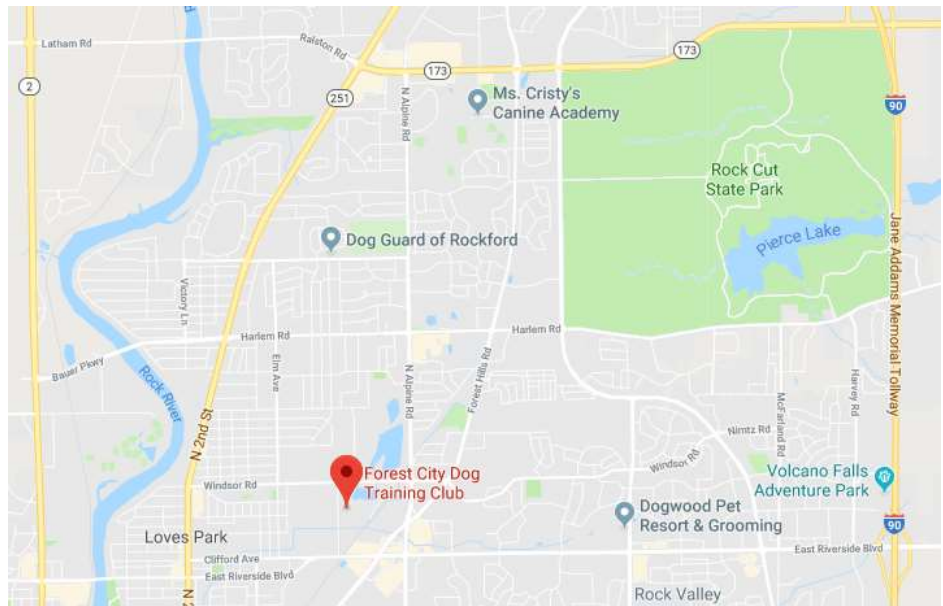 Latham Rd
Ralston Rd
173
173
2
251
N Alpine Rd
Ms. Cristy's
Canine Academy
90
Rock Cut
State Park
Pierce Lake
Jane Addams Memorial Tollway
Dog Guard of Rockford
Victory Ln
Harlem Rd
Harlem Rd
Bauer Pkwy
Elm Ave
Rock River
N Alpine Rd
Forest Hills Rd
N 2nd St
McFarland Rd
Harvey Rd
Nimtz Rd
Windsor Rd
Forest City Dog
Training Club
Windsor Rd
Volcano Falls
Adventure Park
Dogwood Pet
Resort & Grooming
90
Loves Park
Clifford Ave
East Riverside Blvd
East Riverside Blvd
Rock Valley